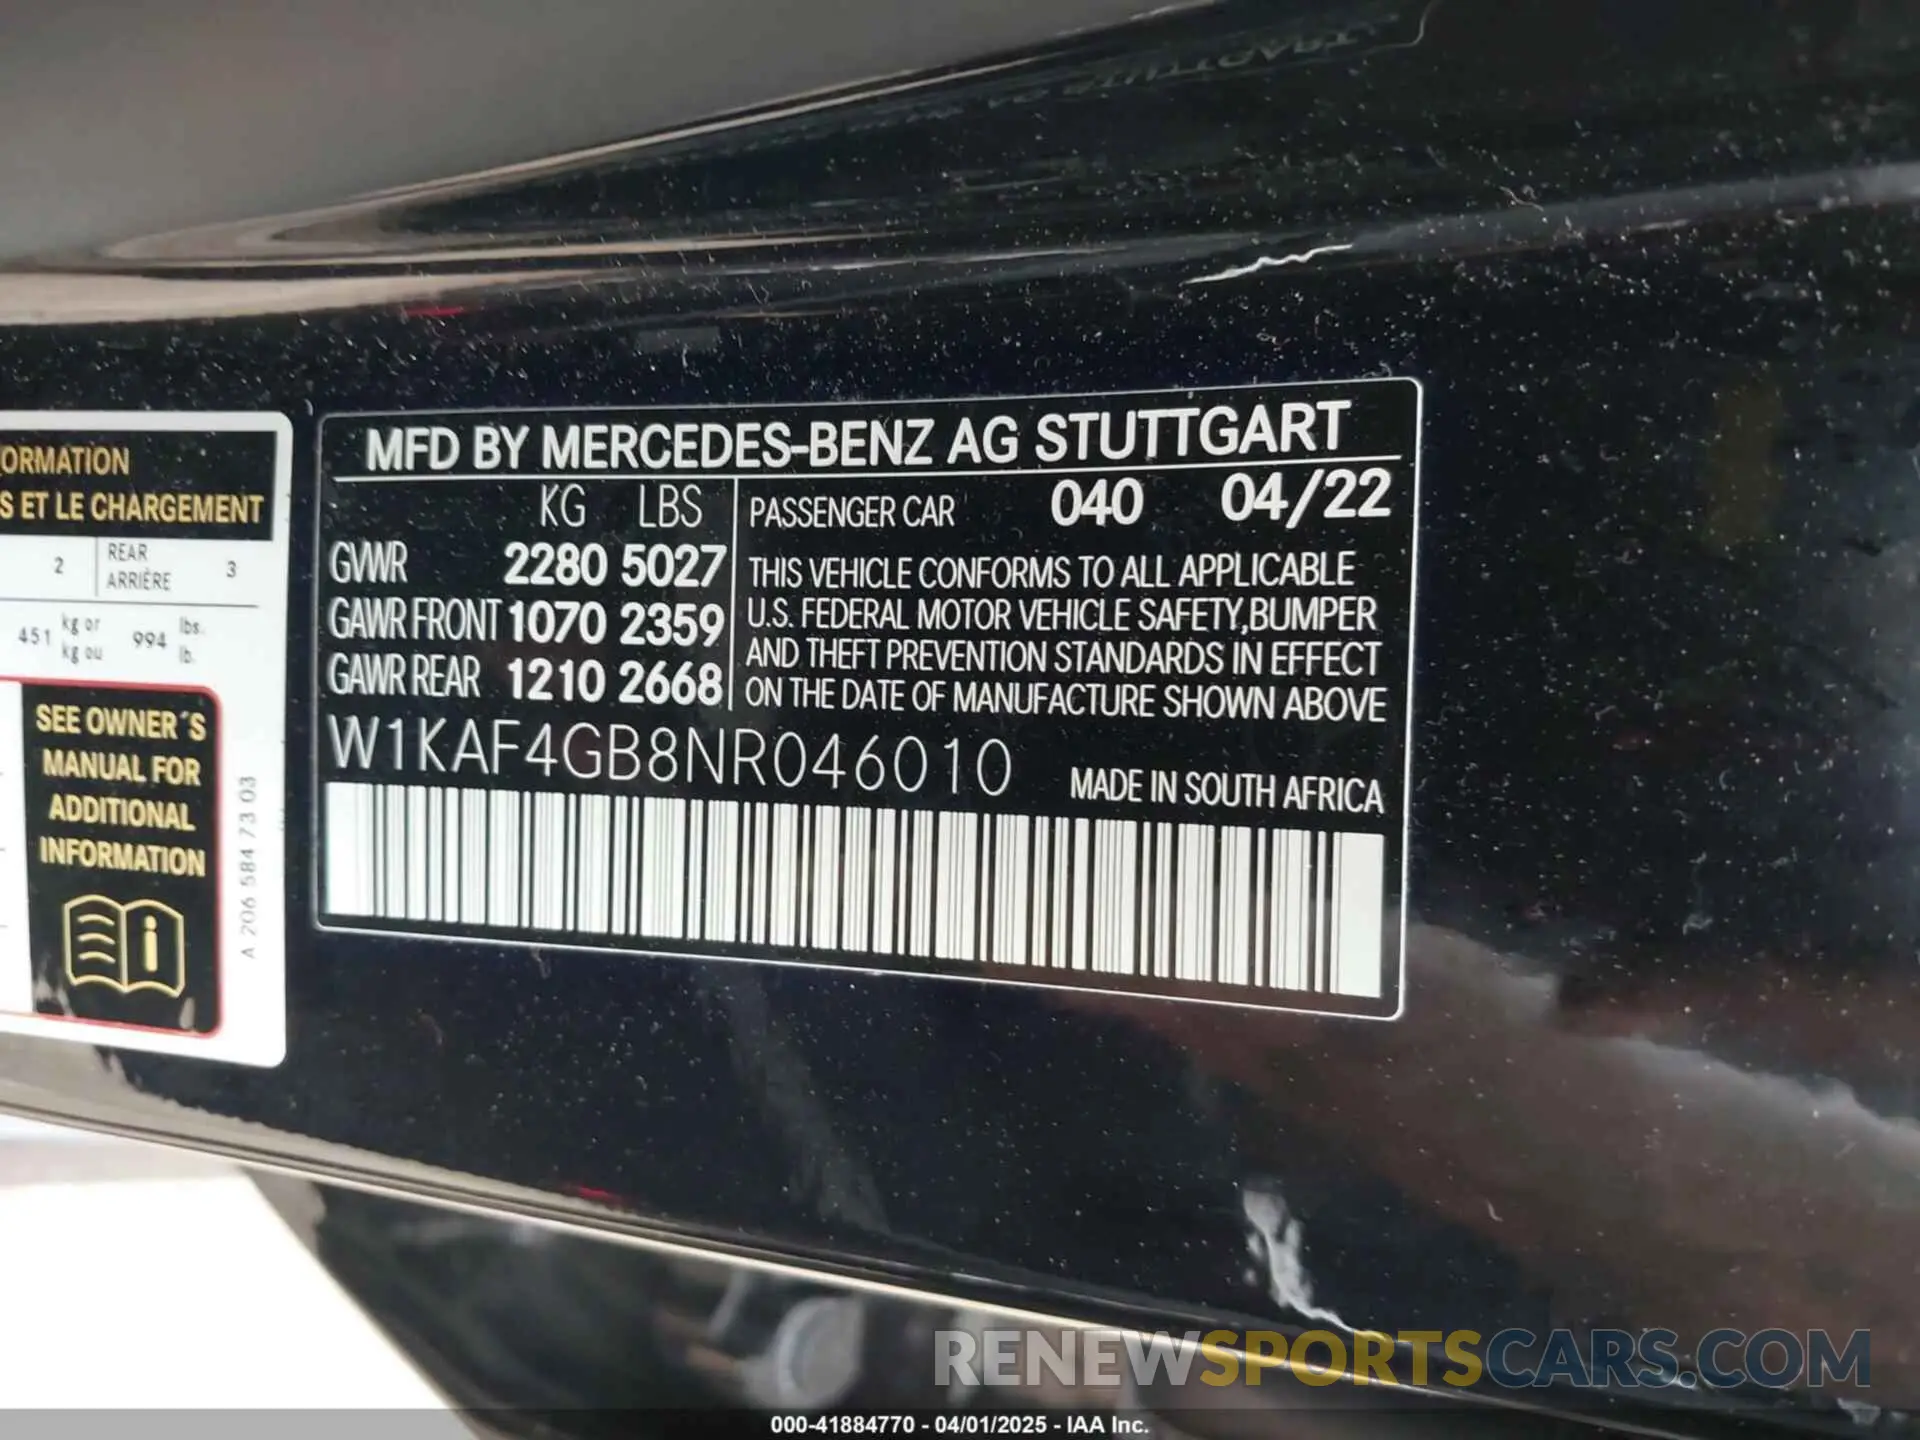 ORMATION
S ET LE CHARGEMENT
2 REAR 3
ARRIÈRE
451 kg or 994 lbs.
kg ou lb.
SEE OWNER´S
MANUAL FOR
ADDITIONAL
INFORMATION
A 206 584 73 03
MFD BY MERCEDES-BENZ AG STUTTGART
KG LBS PASSENGER CAR 040 04/22
GVWR 2280 5027
GAWR FRONT 1070 2359
GAWR REAR 1210 2668
THIS VEHICLE CONFORMS TO ALL APPLICABLE
U.S. FEDERAL MOTOR VEHICLE SAFETY,BUMPER
AND THEFT PREVENTION STANDARDS IN EFFECT
ON THE DATE OF MANUFACTURE SHOWN ABOVE
W1KAF4GB8NR046010 MADE IN SOUTH AFRICA
RENEWSPORTSCARS.COM
000-41884770 - 04/01/2025 - IAA Inc.